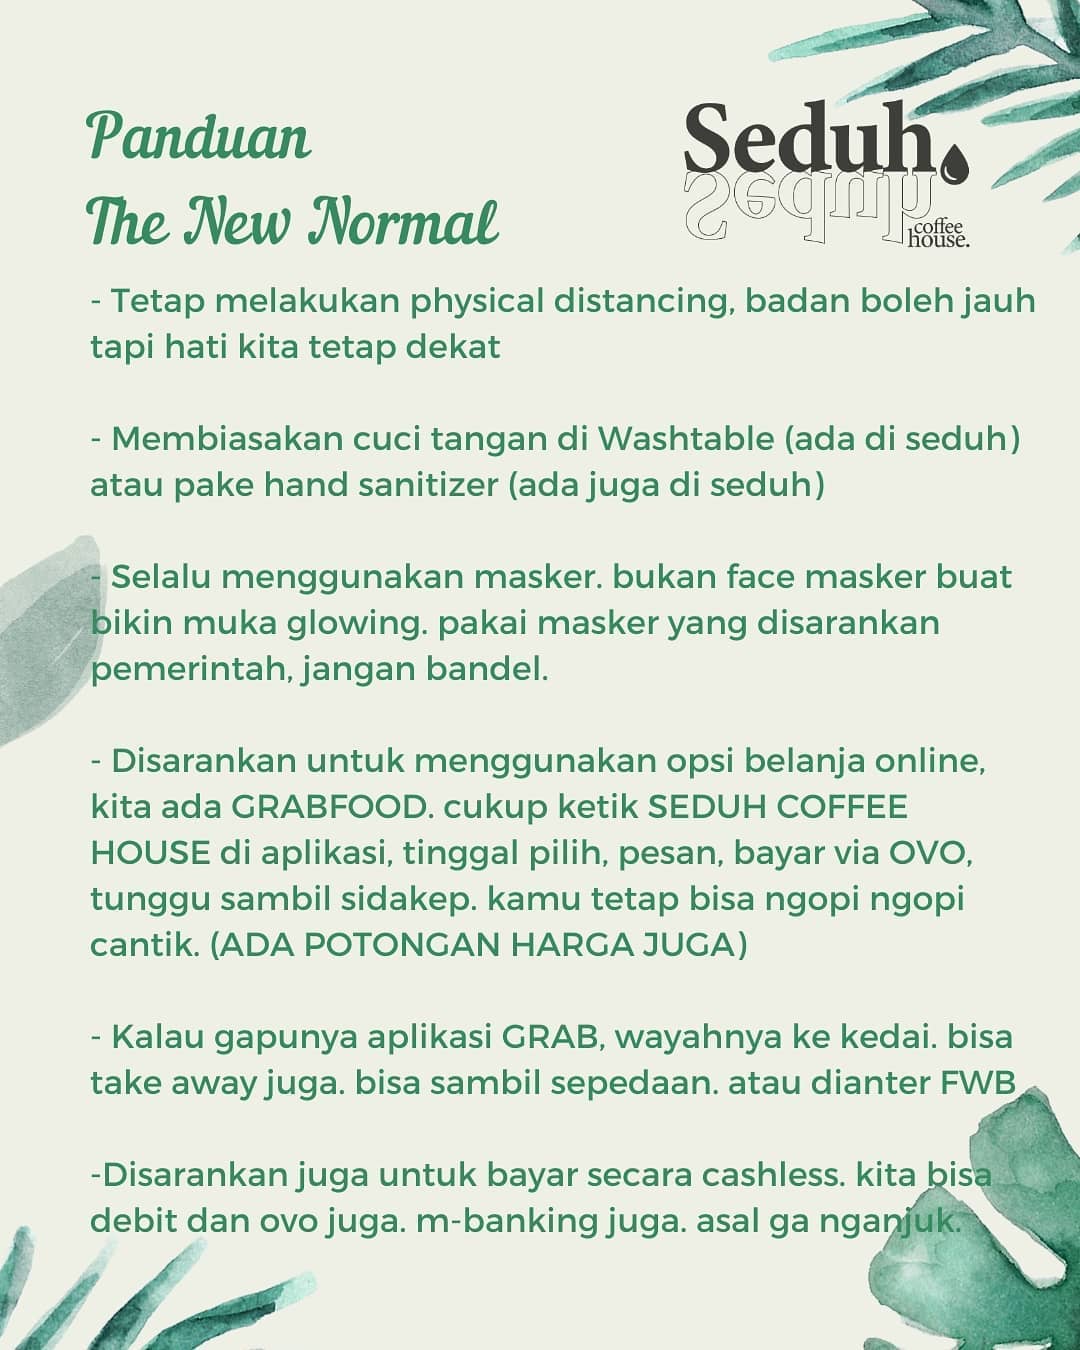 Panduan
The New Normal
Seduh
Seduh
coffee
house.
- Tetap melakukan physical distancing, badan boleh jauh
tapi hati kita tetap dekat
- Membiasakan cuci tangan di Washtable (ada di seduh)
atau pake hand sanitizer (ada juga di seduh)
- Selalu menggunakan masker. bukan face masker buat
bikin muka glowing. pakai masker yang disarankan
pemerintah, jangan bandel.
- Disarankan untuk menggunakan opsi belanja online,
kita ada GRABFOOD. cukup ketik SEDUH COFFEE
HOUSE di aplikasi, tinggal pilih, pesan, bayar via OVO,
tunggu sambil sidakep. kamu tetap bisa ngopi ngopi
cantik. (ADA POTONGAN HARGA JUGA)
- Kalau gapunya aplikasi GRAB, wayahnya ke kedai. bisa
take away juga. bisa sambil sepedaan. atau dianter FWB
-Disarankan juga untuk bayar secara cashless. kita bisa
debit dan ovo juga. m-banking juga. asal ga nganjuk.